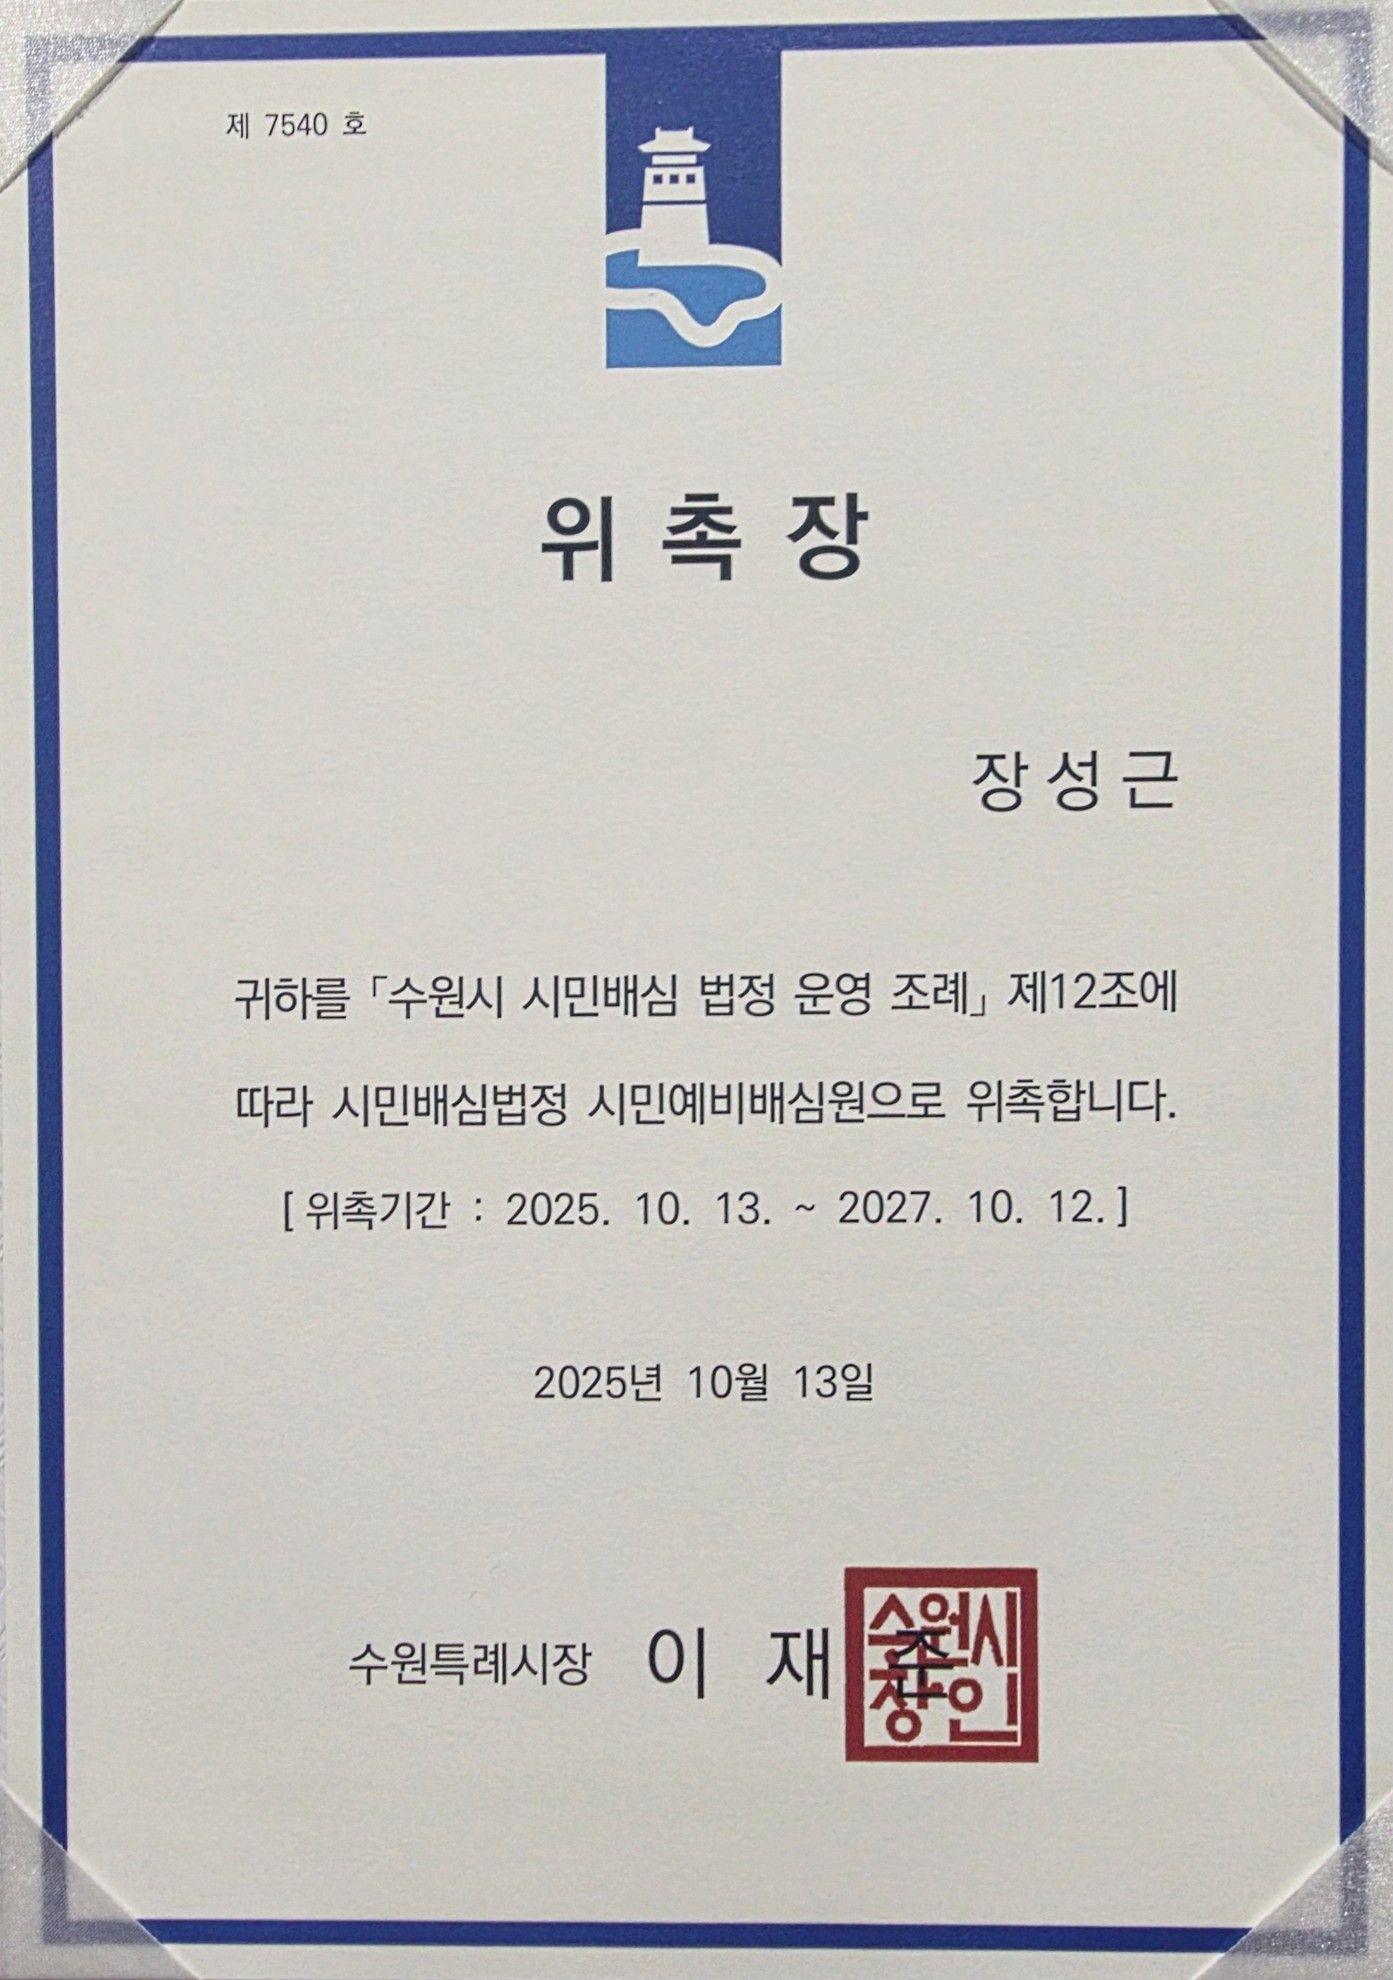 제 7540 호
위 촉 장
장 성 근
귀하를 「수원시 시민배심 법정 운영 조례」 제12조에
따라 시민배심법정 시민예비배심원으로 위촉합니다.
[ 위촉기간 : 2025. 10. 13. ~ 2027. 10. 12. ]
2025년 10월 13일
수원특례시장 이 재 준
수원시
장인